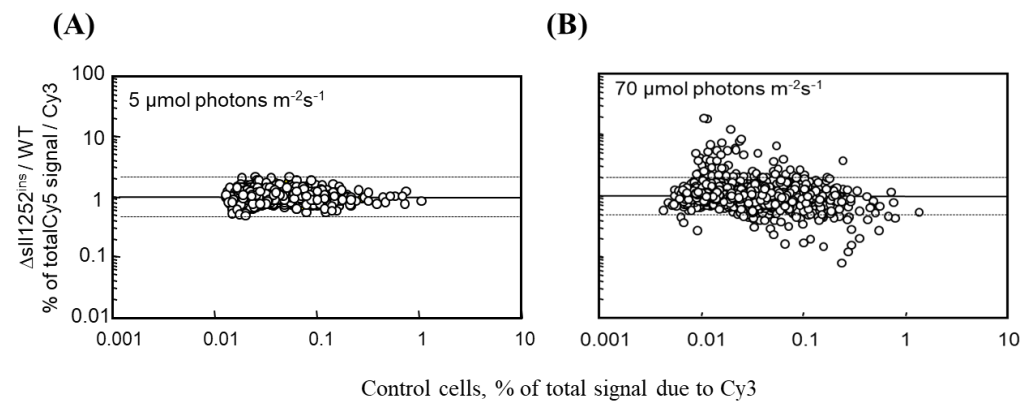 (A)
(B)
ΔsII1252ins / WT
% of totalCy5 signal / Cy3
100
10
1
0.1
0.01
5 μmol photons m-2s-1
0.001
0.01
0.1
1
10
70 μmol photons m-2s-1
0.001
0.01
0.1
1
10
Control cells, % of total signal due to Cy3